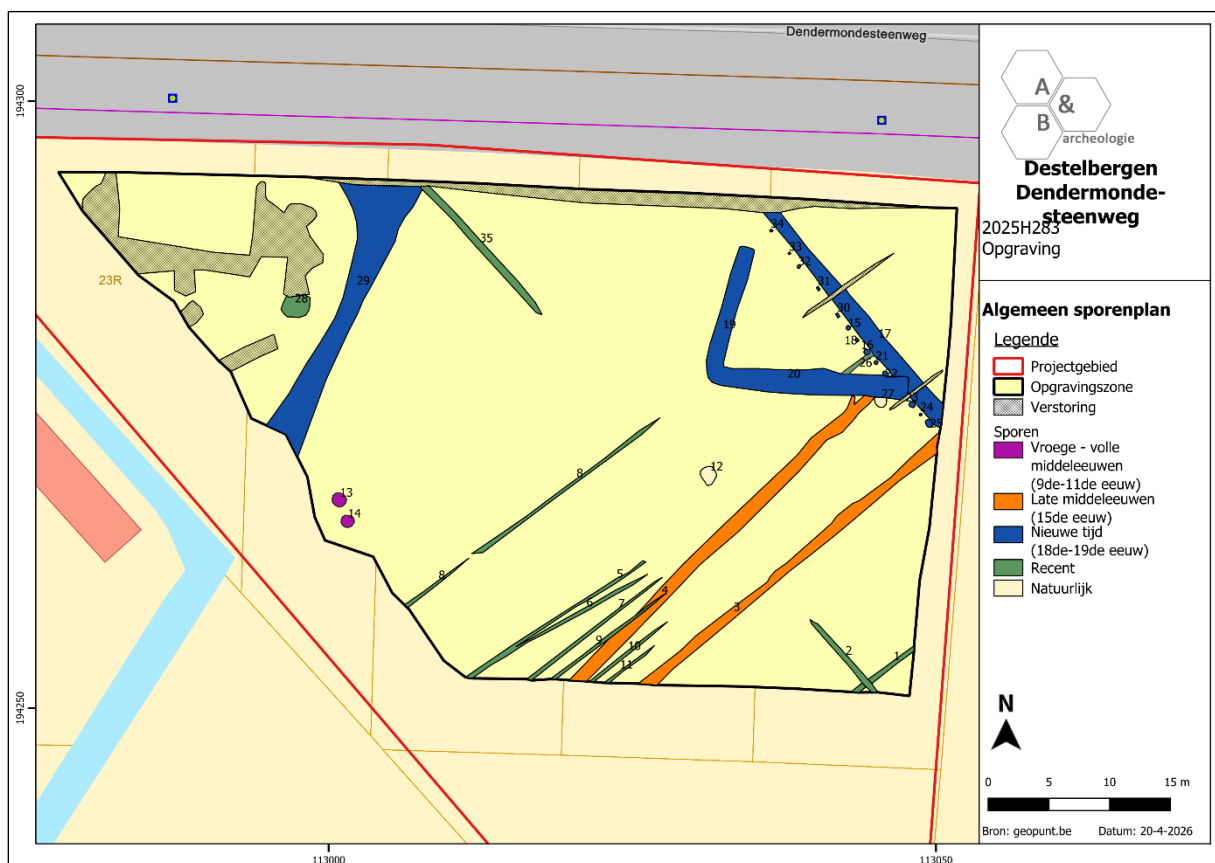 Dendermondesteenweg
194300
194250
113000
113050
23R
35
29
28
34
33
32
31
30
15
17
18
16
21
26
22
19
20
27
23
24
25
12
13
14
8
8
5
6
7
4
9
10
11
3
2
1
A
&
B
archeologie
Destelbergen
Dendermonde-
steenweg
2025H283
Opgraving
Algemeen sporenplan
Legende
Projectgebied
Opgravingszone
Verstoring
Sporen
Vroege - volle
middeleeuwen
(9de-11de eeuw)
Late middeleeuwen
(15de eeuw)
Nieuwe tijd
(18de-19de eeuw)
Recent
Natuurlijk
N
0 5 10 15 m
Bron: geopunt.be Datum: 20-4-2026